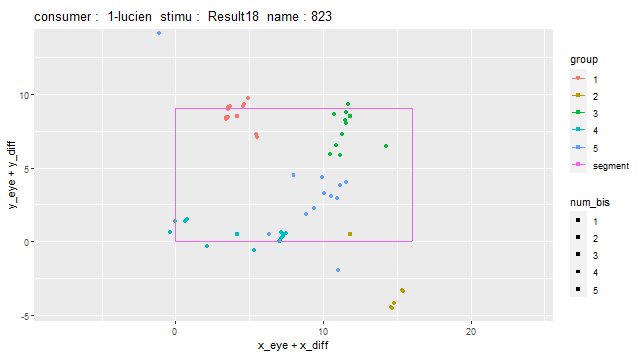 consumer :  1-lucien  stimu :  Result18  name : 823
y_eye + y_diff
10
5
0
-5
0
10
20
x_eye + x_diff
group
1
2
3
4
5
segment
num_bis
1
2
3
4
5